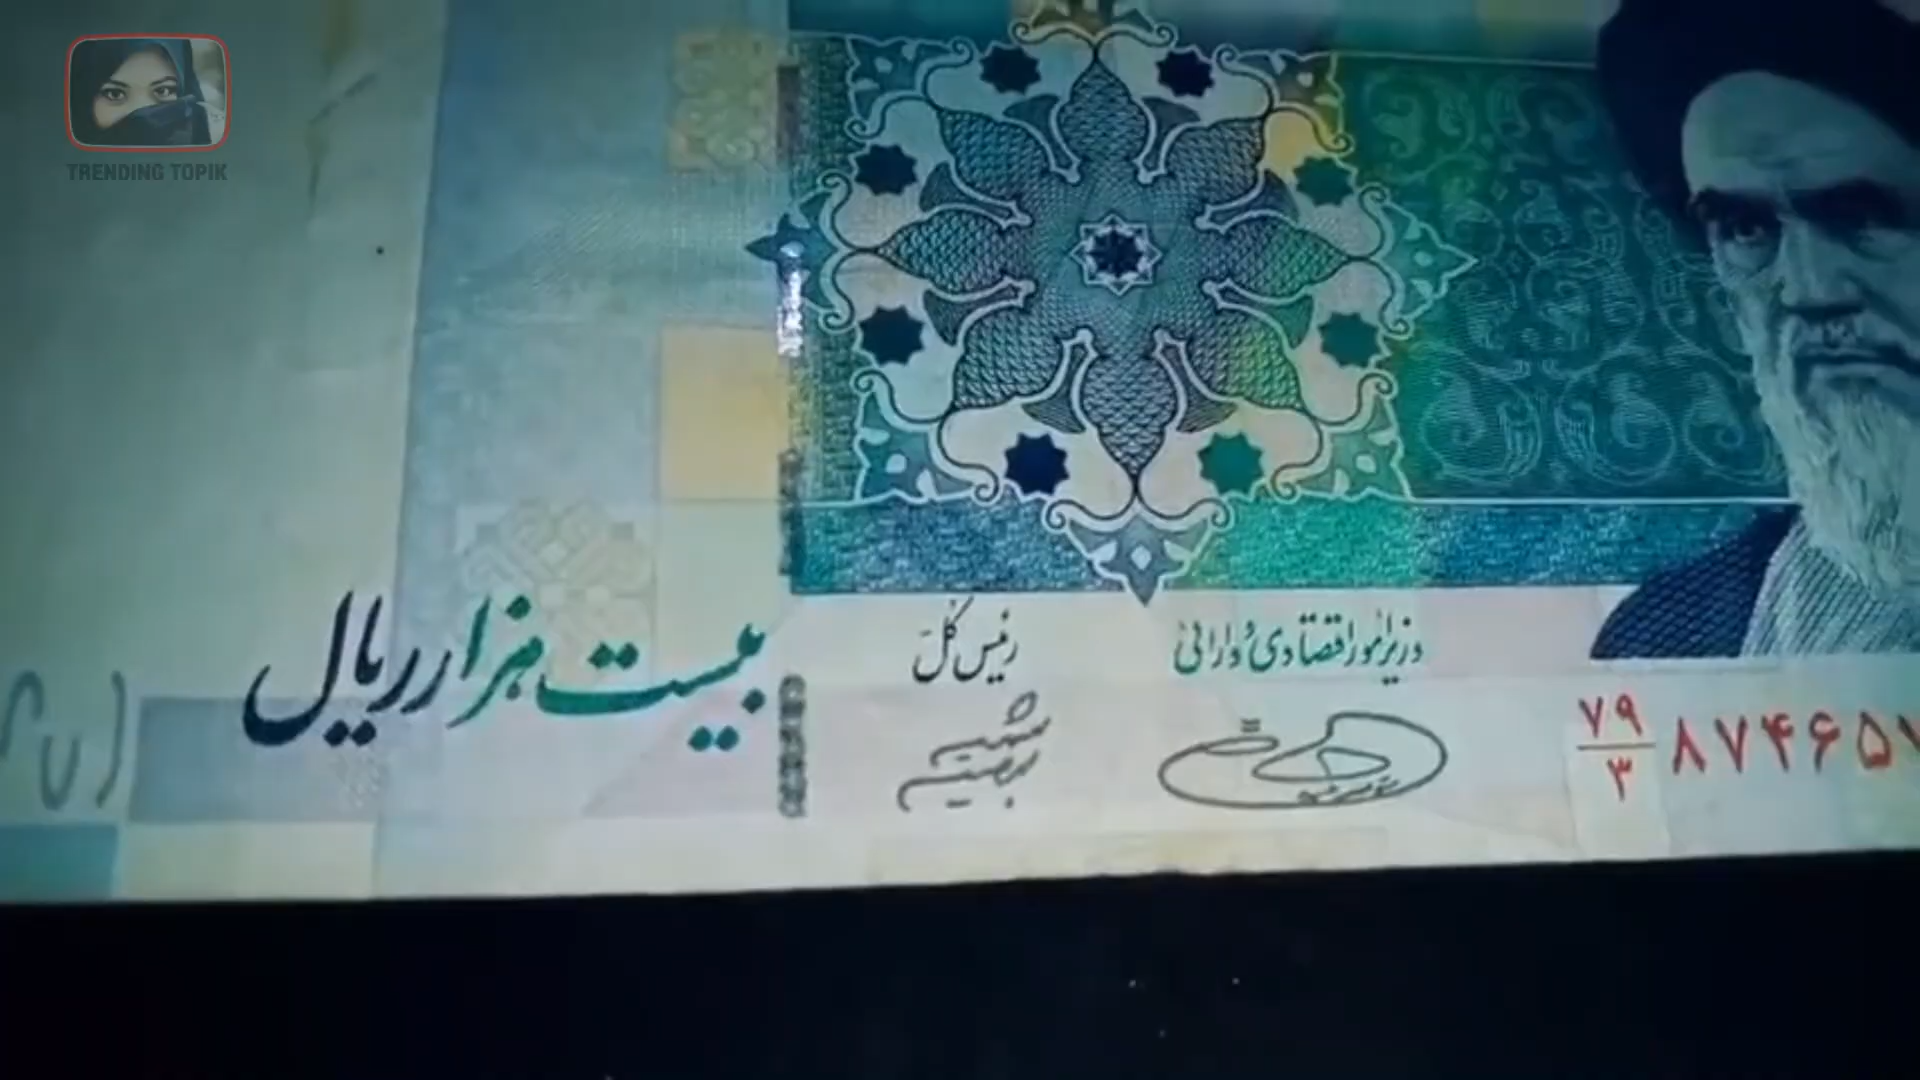 TRENDING TOPIK
بیست هزار ریال
رئیس کل
وزیر امور اقتصادی و دارائی
۷۹
۳
۸۷۴۶۵